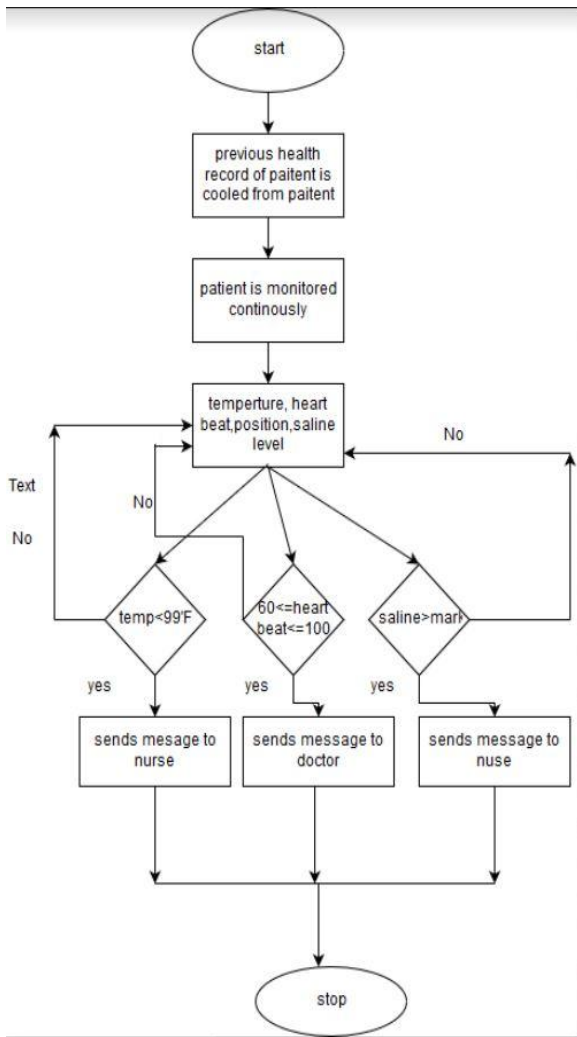 start
previous health
record of paitent is
cooled from paitent
patient is monitored
continously
temperture, heart
beat,position,saline
level
No
Text
No
No
temp<99'F
60<=heart
beat<=100
saline>mark
yes
yes
yes
sends mesage to
nurse
sends message to
doctor
sends message to
nuse
stop